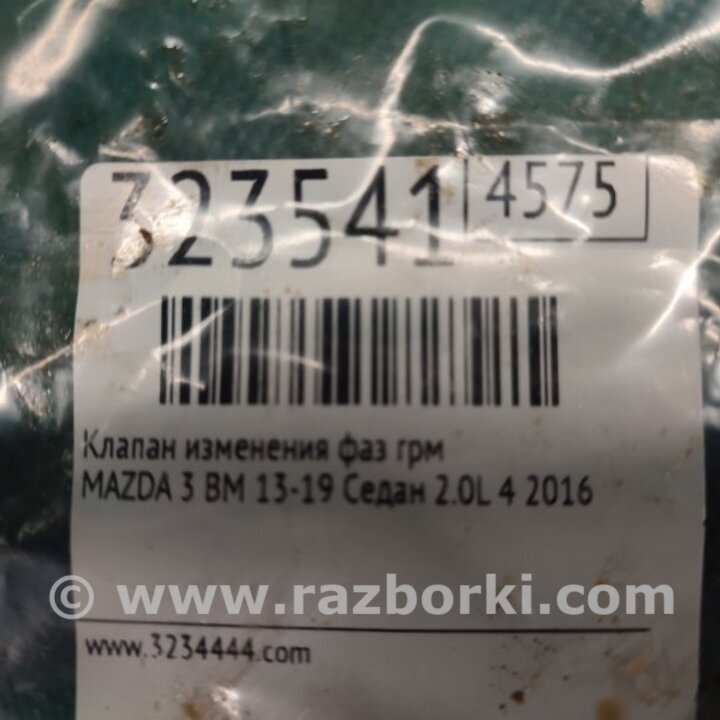 323541 4575
Клапан изменения фаз грм
MAZDA 3 BM 13-19 Седан 2.0L 4 2016
© www.razborki.com
www.3234444.com